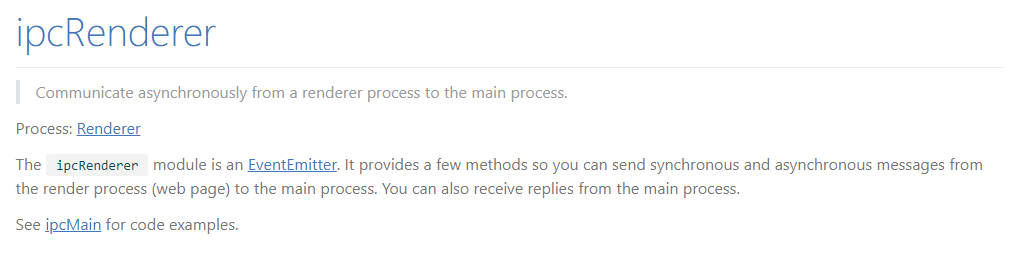 ipcRenderer
Communicate asynchronously from a renderer process to the main process.
Process: Renderer
The ipcRenderer module is an EventEmitter. It provides a few methods so you can send synchronous and asynchronous messages from
the render process (web page) to the main process. You can also receive replies from the main process.
See ipcMain for code examples.